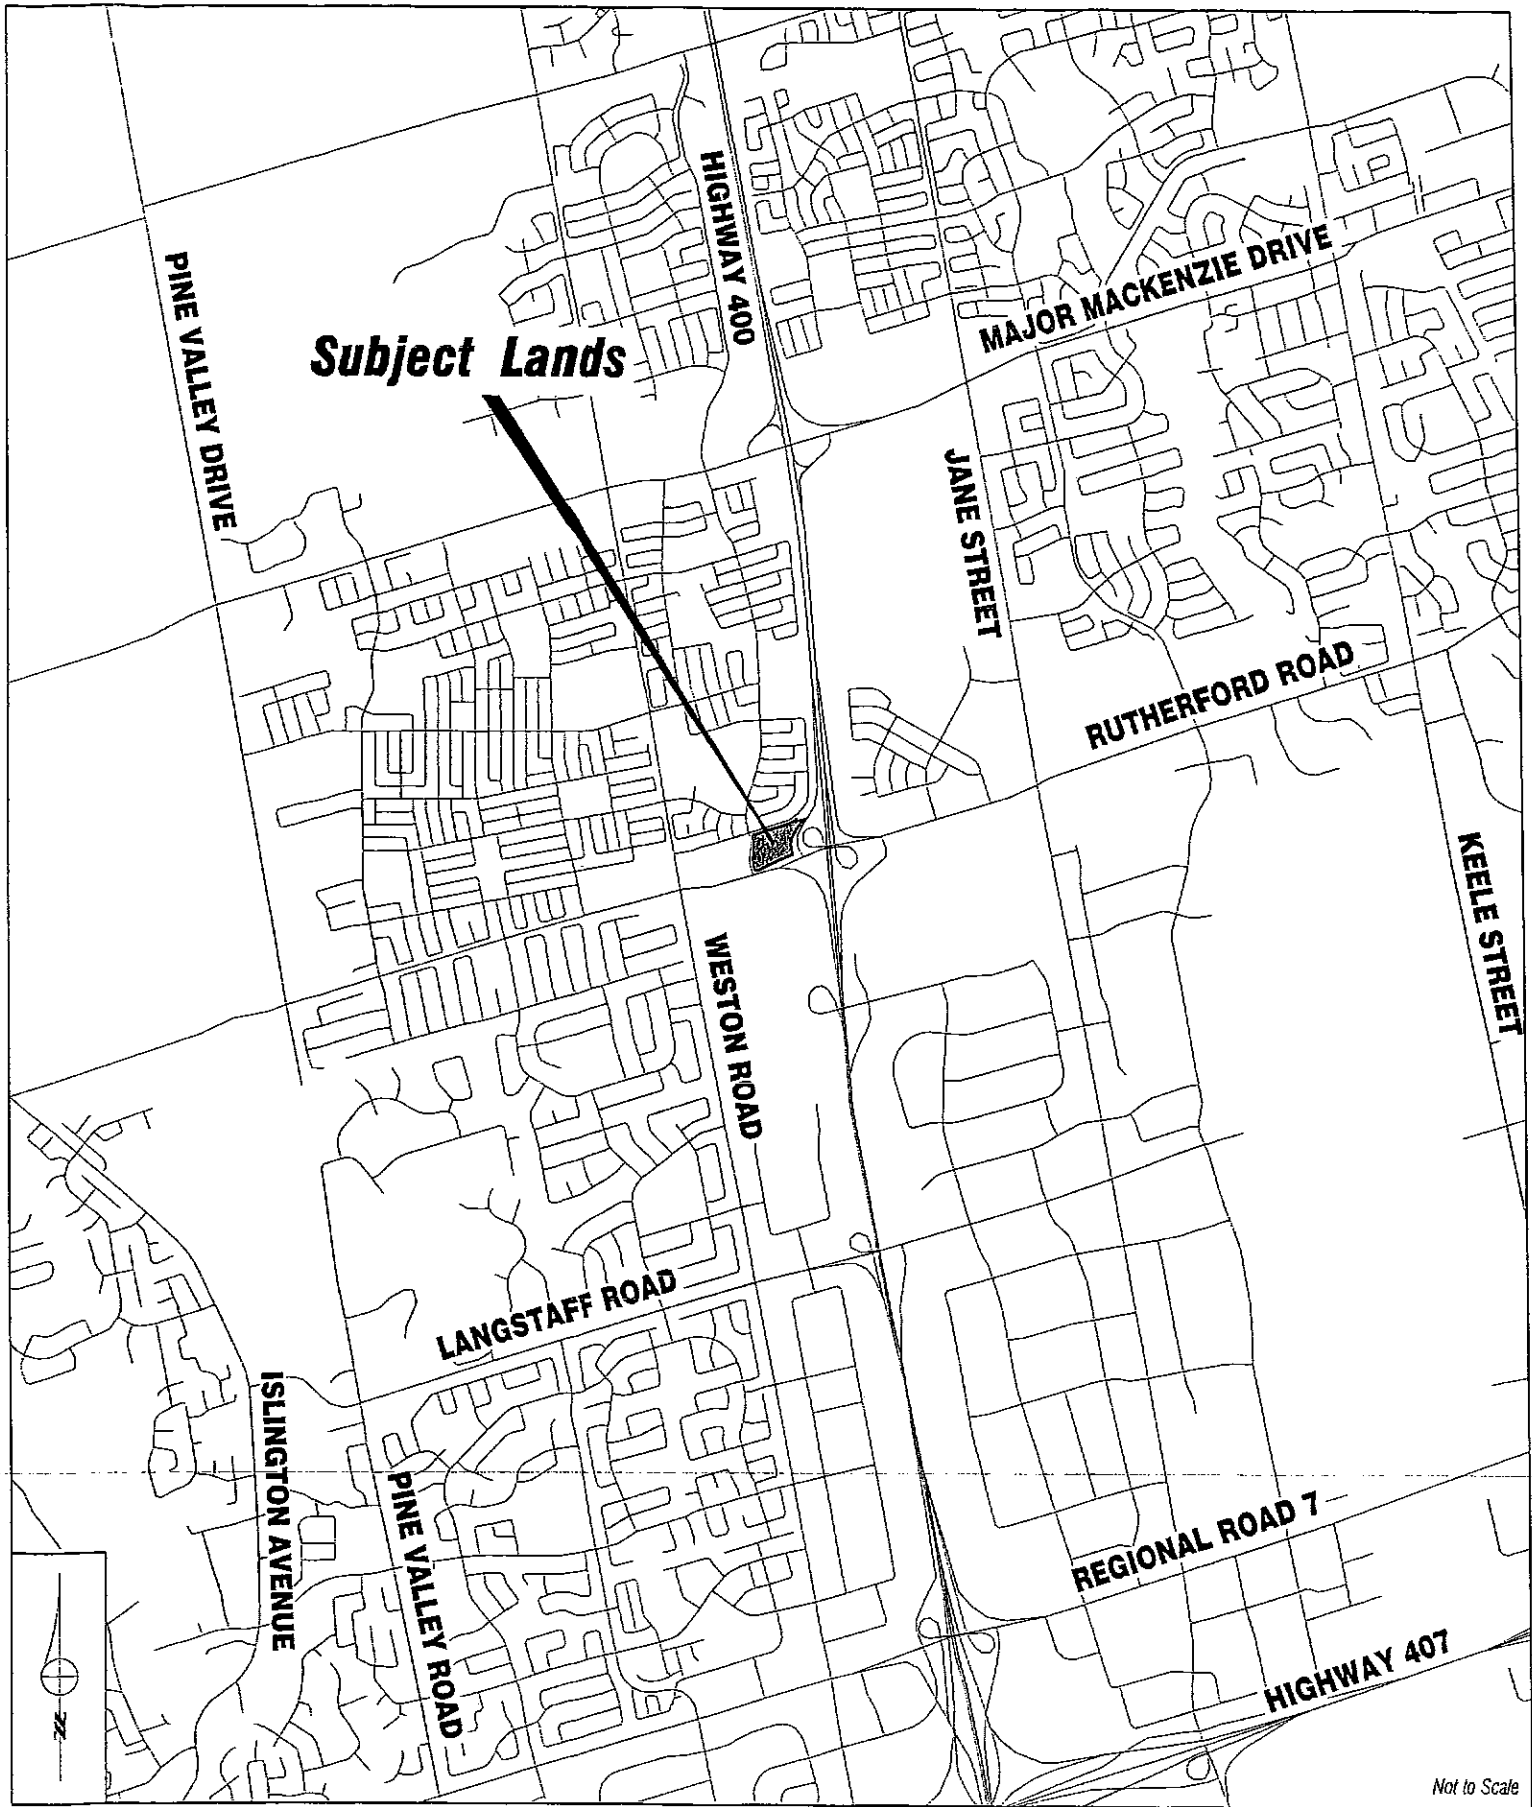 HIGHWAY 400
PINE VALLEY DRIVE
MAJOR MACKENZIE DRIVE
Subject Lands
JANE STREET
RUTHERFORD ROAD
KEELE STREET
WESTON ROAD
LANGSTAFF ROAD
ISLINGTON AVENUE
PINE VALLEY ROAD
REGIONAL ROAD 7
HIGHWAY 407
N
Not to Scale